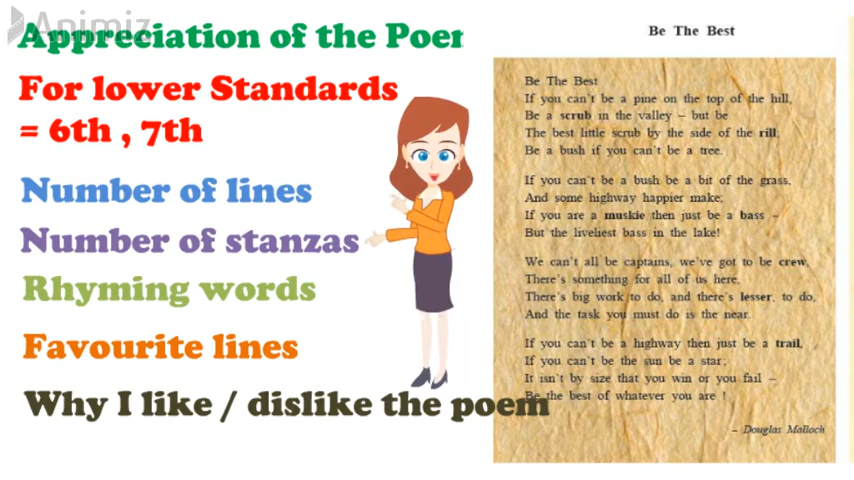 Animiz
Appreciation of the Poem
For lower Standards
= 6th , 7th
Number of lines
Number of stanzas
Rhyming words
Favourite lines
Why I like / dislike the poem
Be The Best
Be The Best
If you can't be a pine on the top of the hill,
Be a scrub in the valley – but be
The best little scrub by the side of the rill;
Be a bush if you can't be a tree.
If you can't be a bush be a bit of the grass,
And some highway happier make;
If you are a muskie then just be a bass –
But the liveliest bass in the lake!
We can't all be captains, we've got to be crew,
There's something for all of us here,
There's big work to do, and there's lesser, to do,
And the task you must do is the near.
If you can't be a highway then just be a trail,
If you can't be the sun be a star;
It isn't by size that you win or you fail –
Be the best of whatever you are !
– Douglas Malloch